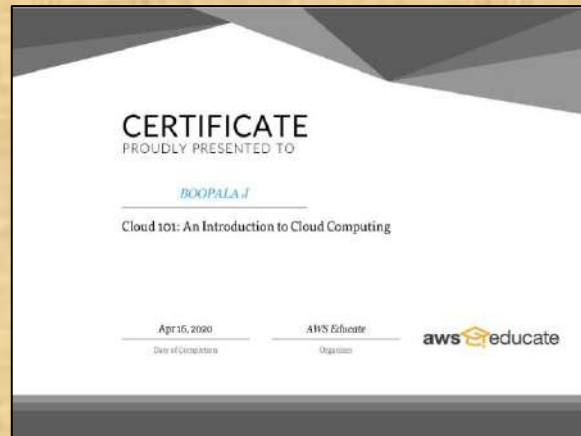 CERTIFICATE
PROUDLY PRESENTED TO
BOOPALA J
Cloud 101: An Introduction to Cloud Computing
Apr 15, 2020 AWS Educate
Date of Completion Organizer
aws educate